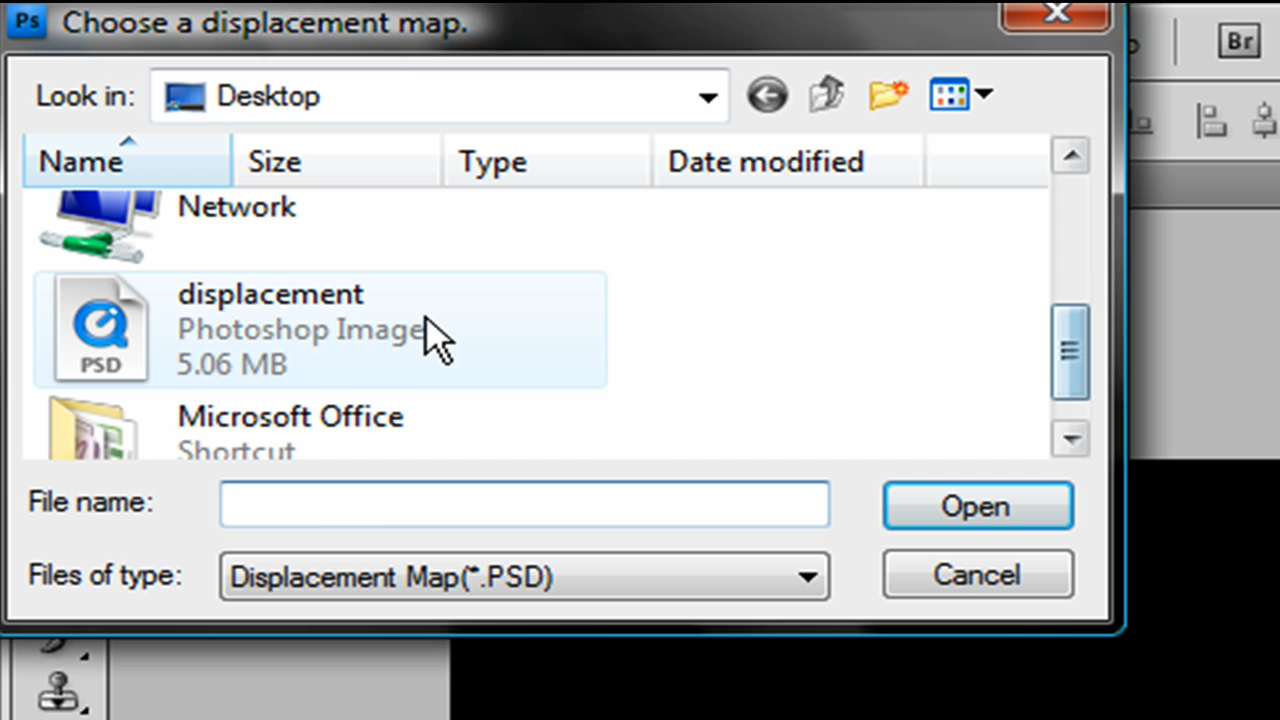 Ps Choose a displacement map.
Br
Look in: Desktop
Name Size Type Date modified
Network
displacement
Photoshop Image
5.06 MB
PSD
Microsoft Office
Shortcut
File name:
Open
Files of type: Displacement Map(*.PSD)
Cancel